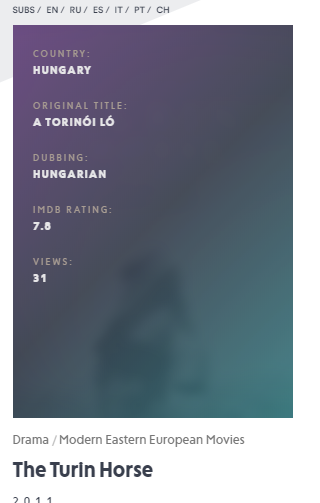 SUBS / EN / RU / ES / IT / PT / CH
COUNTRY:
HUNGARY
ORIGINAL TITLE:
A TORINÓI LÓ
DUBBING:
HUNGARIAN
IMDB RATING:
7.8
VIEWS:
31
Drama / Modern Eastern European Movies
The Turin Horse
2011